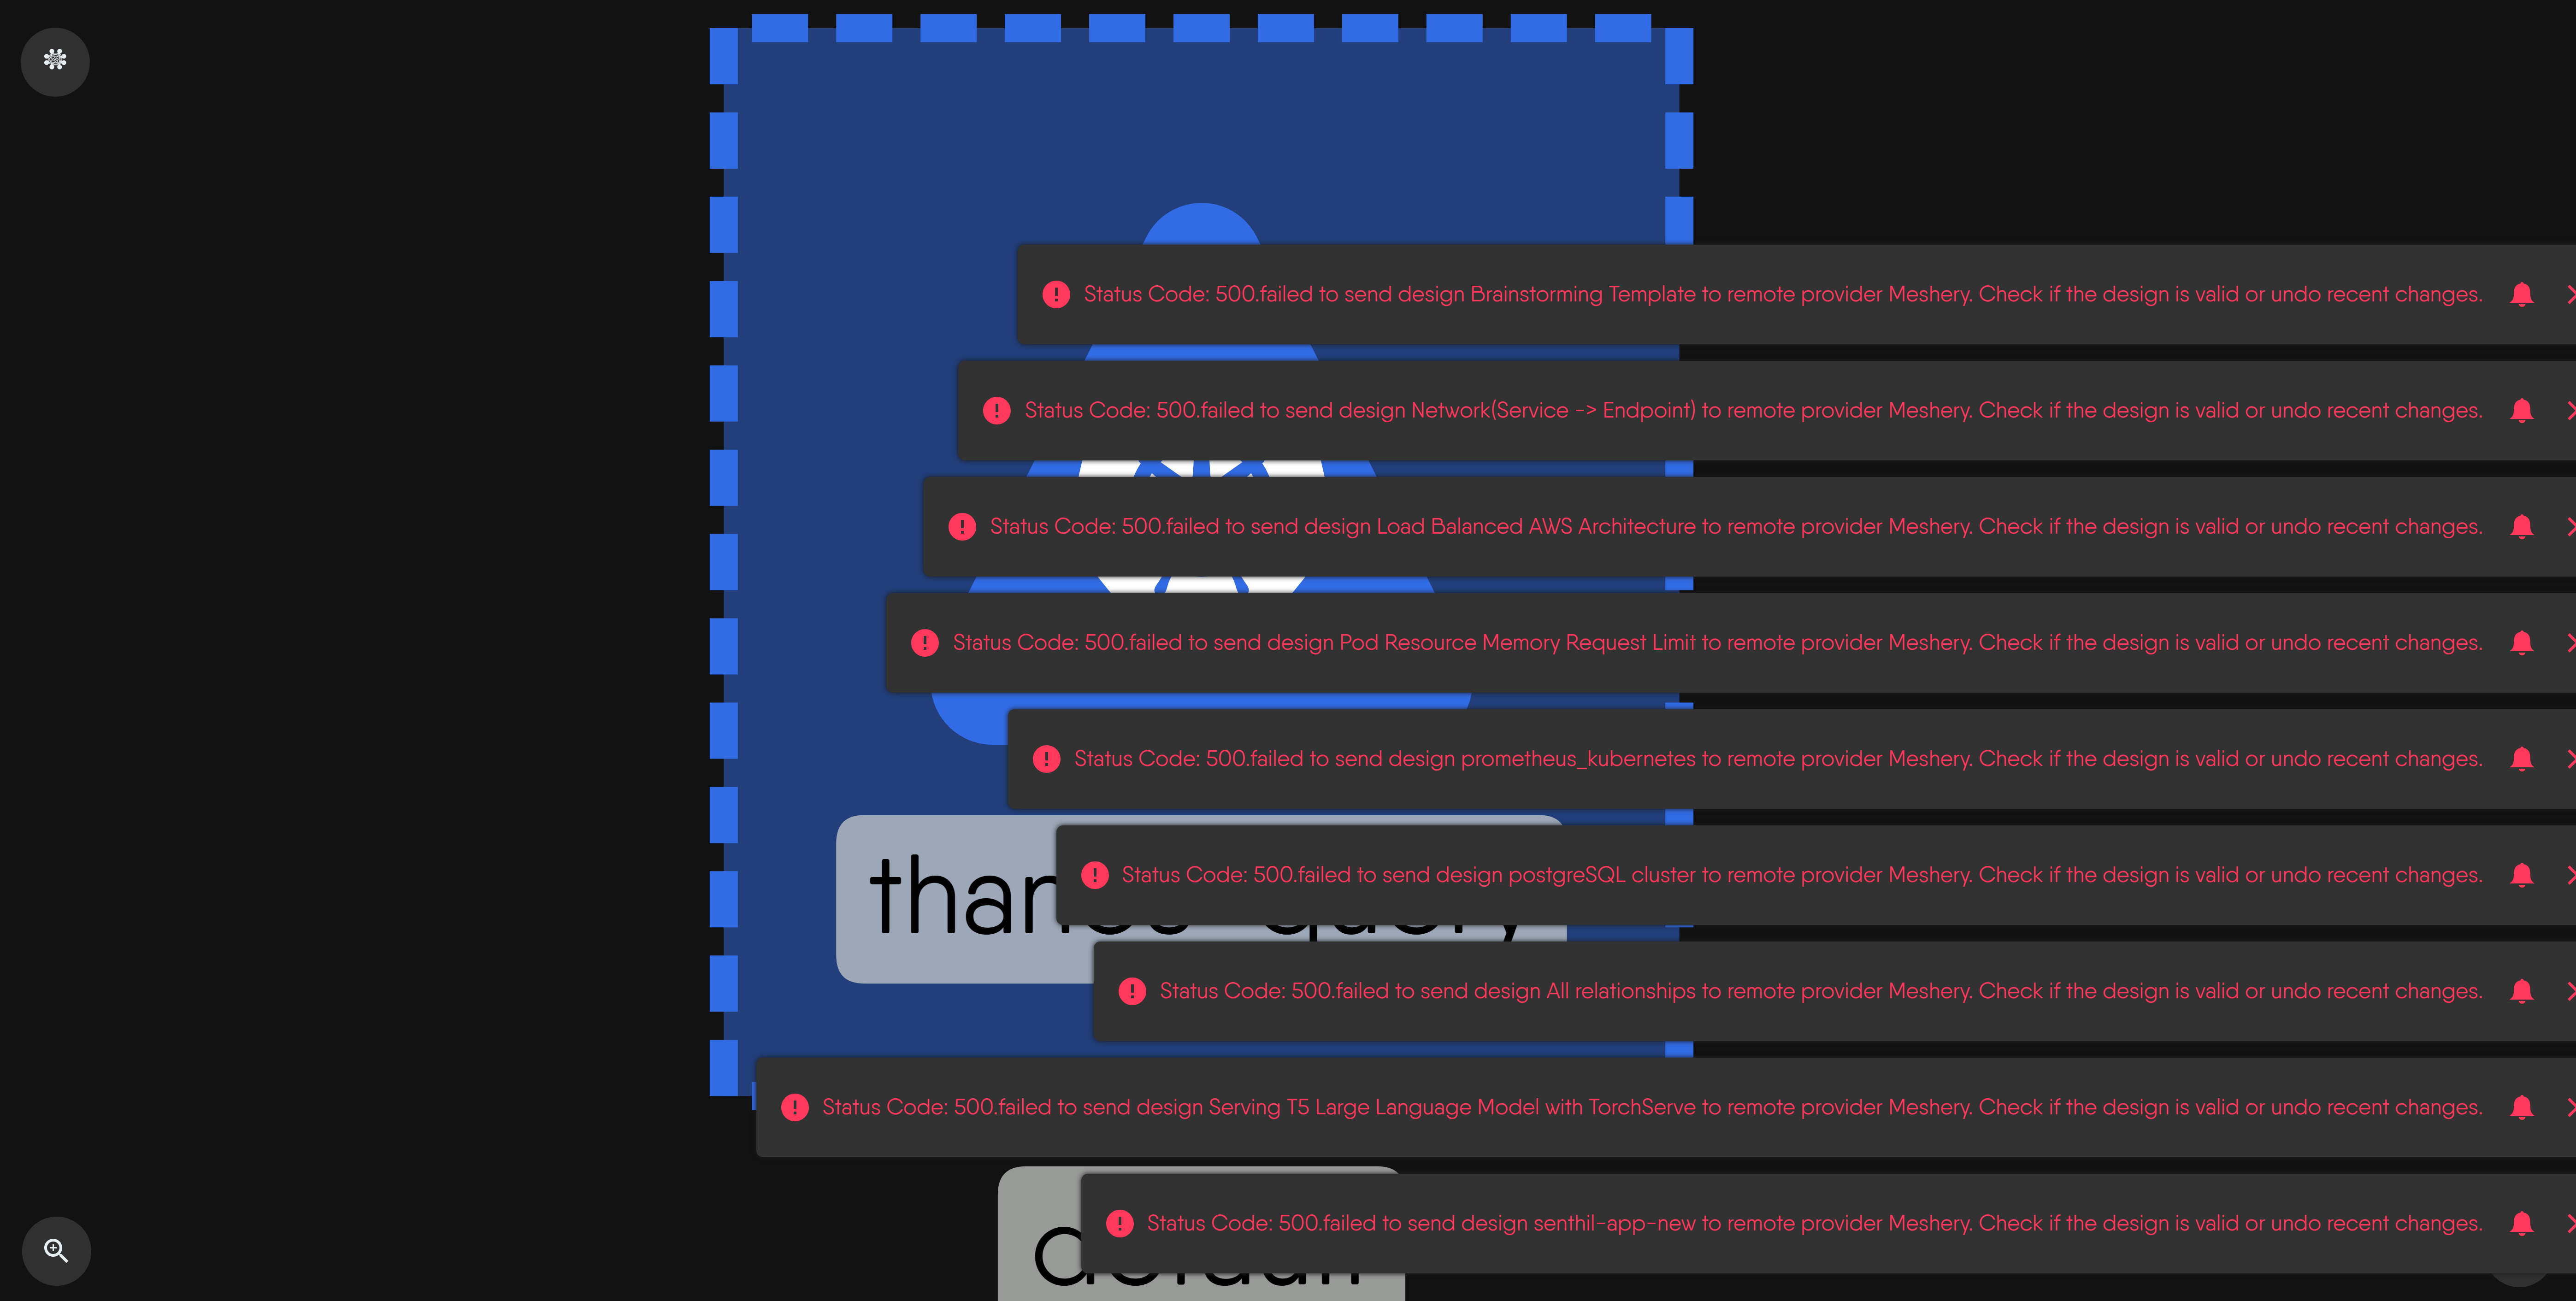 Status Code: 500.failed to send design Brainstorming Template to remote provider Meshery. Check if the design is valid or undo recent changes.
Status Code: 500.failed to send design Network(Service -> Endpoint) to remote provider Meshery. Check if the design is valid or undo recent changes.
Status Code: 500.failed to send design Load Balanced AWS Architecture to remote provider Meshery. Check if the design is valid or undo recent changes.
Status Code: 500.failed to send design Pod Resource Memory Request Limit to remote provider Meshery. Check if the design is valid or undo recent changes.
Status Code: 500.failed to send design prometheus_kubernetes to remote provider Meshery. Check if the design is valid or undo recent changes.
Status Code: 500.failed to send design postgreSQL cluster to remote provider Meshery. Check if the design is valid or undo recent changes.
Status Code: 500.failed to send design All relationships to remote provider Meshery. Check if the design is valid or undo recent changes.
Status Code: 500.failed to send design Serving T5 Large Language Model with TorchServe to remote provider Meshery. Check if the design is valid or undo recent changes.
Status Code: 500.failed to send design senthil-app-new to remote provider Meshery. Check if the design is valid or undo recent changes.